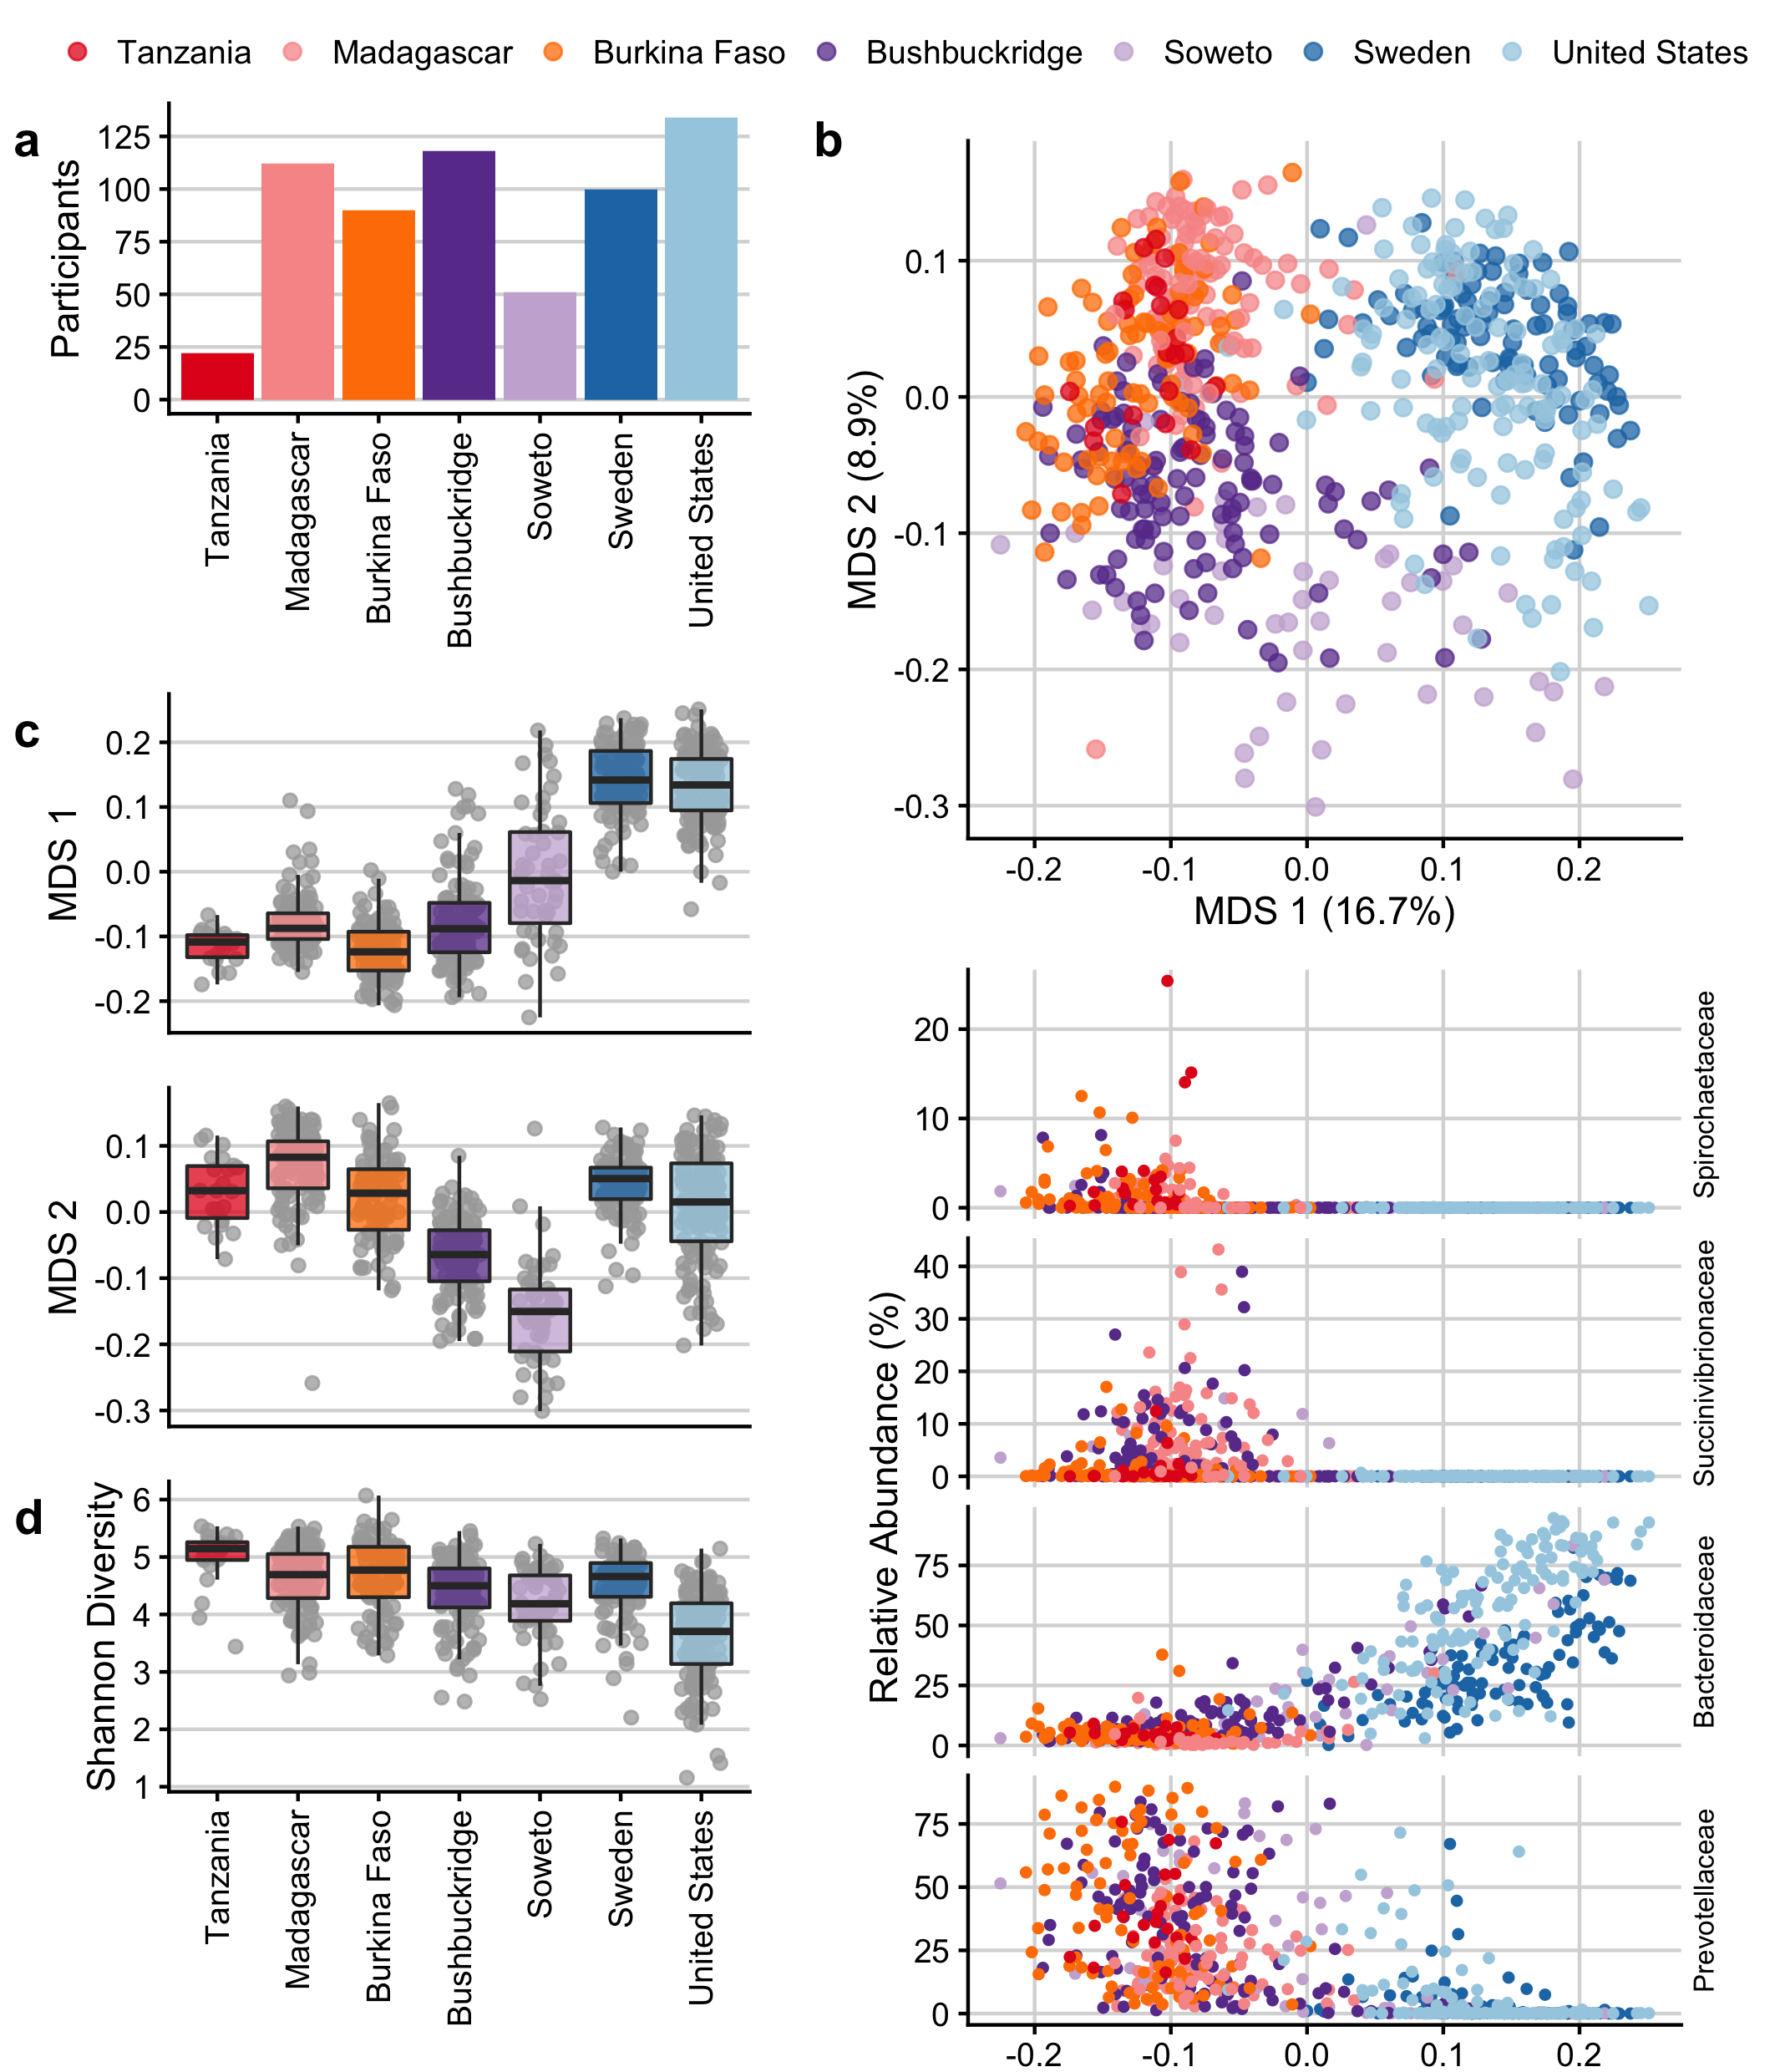 Tanzania Madagascar Burkina Faso Bushbuckridge Soweto Sweden United States
a
Participants
125
100
75
50
25
0
Tanzania
Madagascar
Burkina Faso
Bushbuckridge
Soweto
Sweden
United States
b
MDS 2 (8.9%)
0.1
0.0
-0.1
-0.2
-0.3
-0.2 -0.1 0.0 0.1 0.2
MDS 1 (16.7%)
c
MDS 1
0.2
0.1
0.0
-0.1
-0.2
MDS 2
0.1
0.0
-0.1
-0.2
-0.3
d
Shannon Diversity
6
5
4
3
2
1
Tanzania
Madagascar
Burkina Faso
Bushbuckridge
Soweto
Sweden
United States
Relative Abundance (%)
20
10
0
Spirochaetaceae
40
30
20
10
0
Succinivibrionaceae
75
50
25
0
Bacteroidaceae
75
50
25
0
Prevotellaceae
-0.2 -0.1 0.0 0.1 0.2